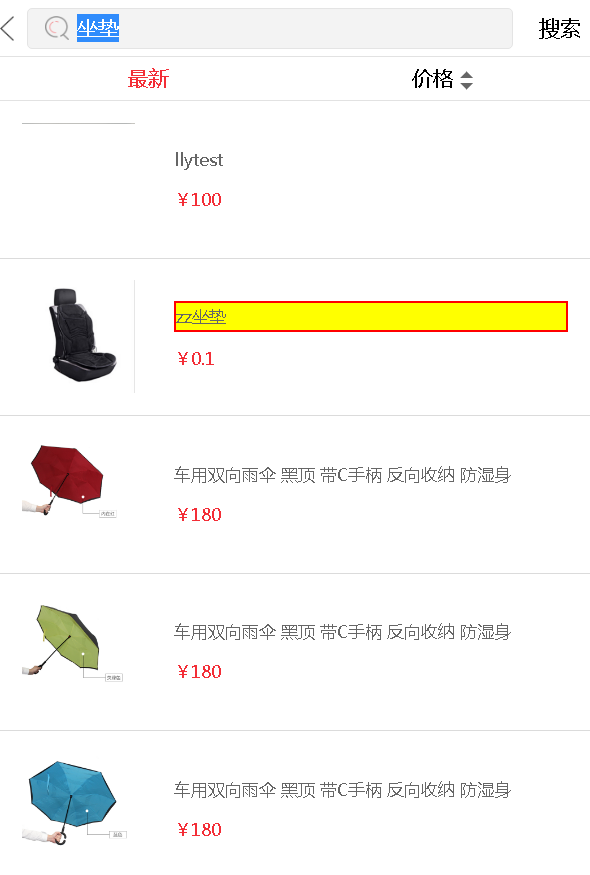 坐垫 搜索
最新 价格
llytest
￥100
zz坐垫
￥0.1
车用双向雨伞 黑顶 带C手柄 反向收纳 防湿身
￥180
车用双向雨伞 黑顶 带C手柄 反向收纳 防湿身
￥180
车用双向雨伞 黑顶 带C手柄 反向收纳 防湿身
￥180